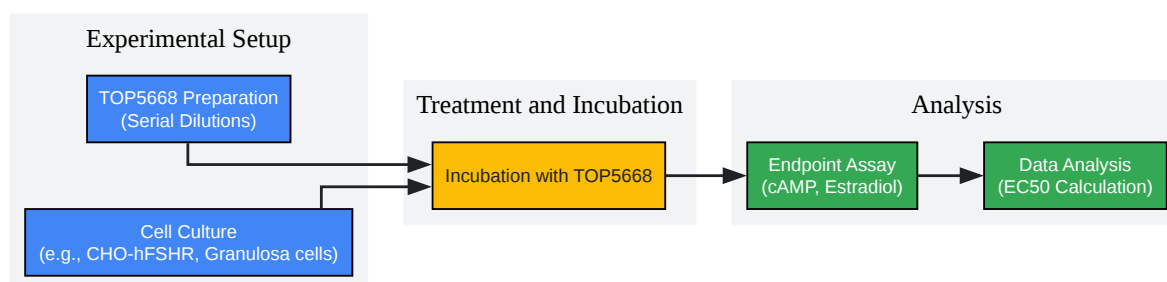 Experimental Setup
TOP5668 Preparation
(Serial Dilutions)
Cell Culture
(e.g., CHO-hFSHR, Granulosa cells)
Treatment and Incubation
Incubation with TOP5668
Analysis
Endpoint Assay
(cAMP, Estradiol)
Data Analysis
(EC50 Calculation)